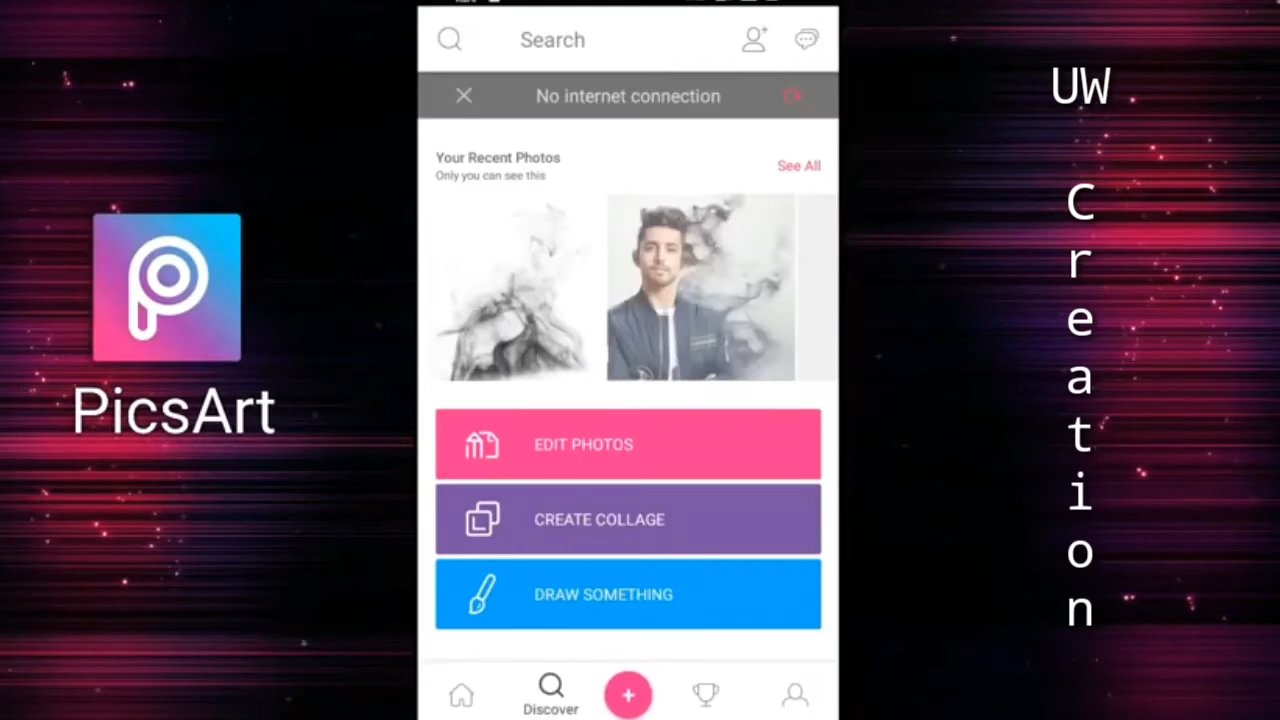 Search
No internet connection
Your Recent Photos
See All
Only you can see this
EDIT PHOTOS
CREATE COLLAGE
DRAW SOMETHING
Discover
PicsArt
UW
C
r
e
a
t
i
o
n